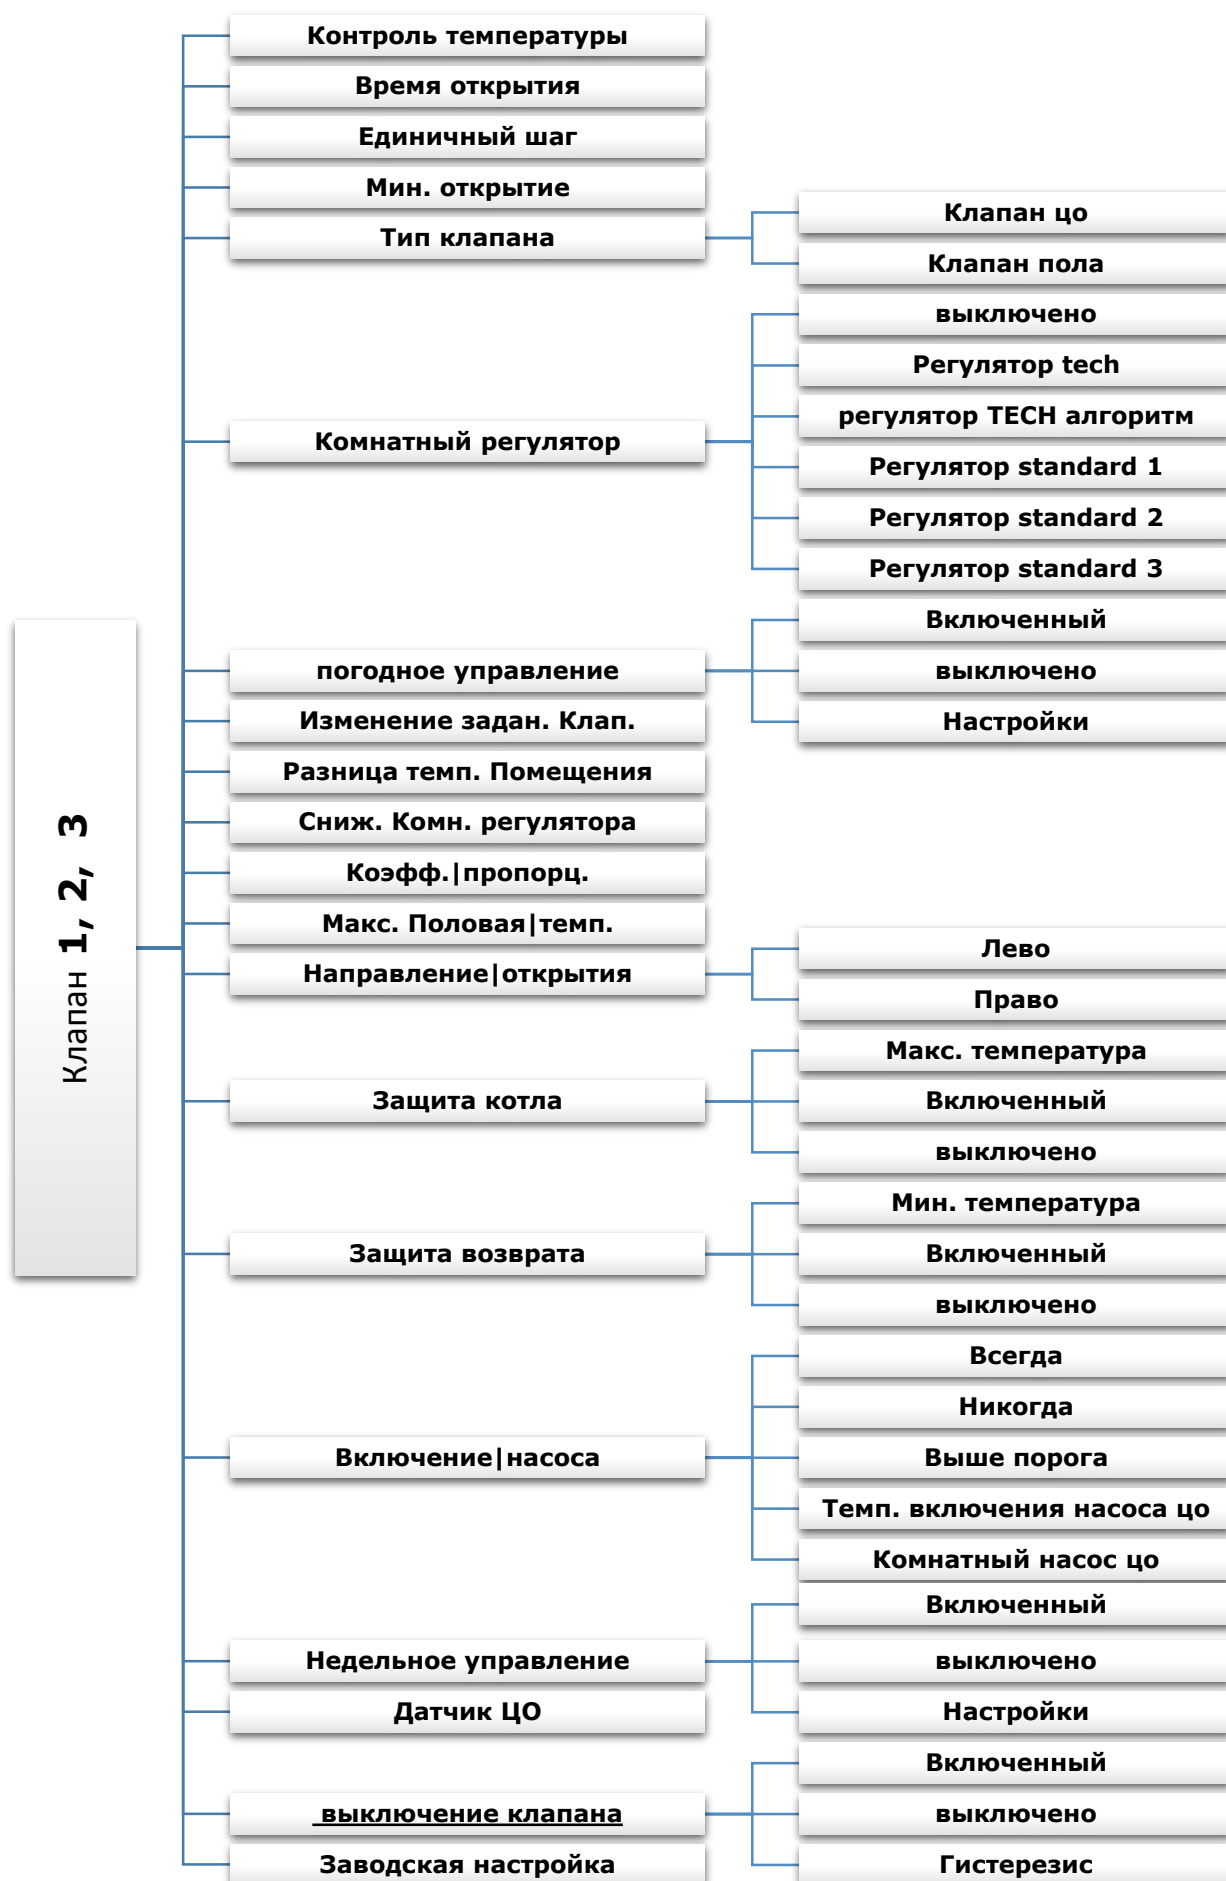 Клапан 1, 2, 3
Контроль температуры
Время открытия
Единичный шаг
Мин. открытие
Тип клапана
Клапан цо
Клапан пола
Комнатный регулятор
выключено
Регулятор tech
регулятор TECH алгоритм
Регулятор standard 1
Регулятор standard 2
Регулятор standard 3
погодное управление
Включенный
выключено
Настройки
Изменение задан. Клап.
Разница темп. Помещения
Сниж. Комн. регулятора
Коэфф.|пропорц.
Макс. Половая|темп.
Направление|открытия
Лево
Право
Защита котла
Макс. температура
Включенный
выключено
Защита возврата
Мин. температура
Включенный
выключено
Включение|насоса
Всегда
Никогда
Выше порога
Темп. включения насоса цо
Комнатный насос цо
Недельное управление
Включенный
выключено
Настройки
Датчик ЦО
выключение клапана
Включенный
выключено
Гистерезис
Заводская настройка